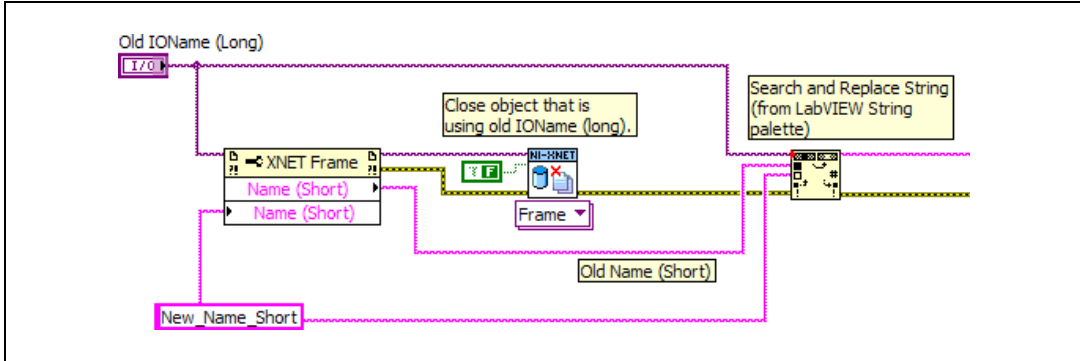 Old IOName (Long)
I/O
Search and Replace String
(from LabVIEW String
palette)
Close object that is
using old IOName (long).
NI-XNET
XNET Frame
?!
?!
Name (Short)
Name (Short)
F
Frame
Old Name (Short)
New_Name_Short